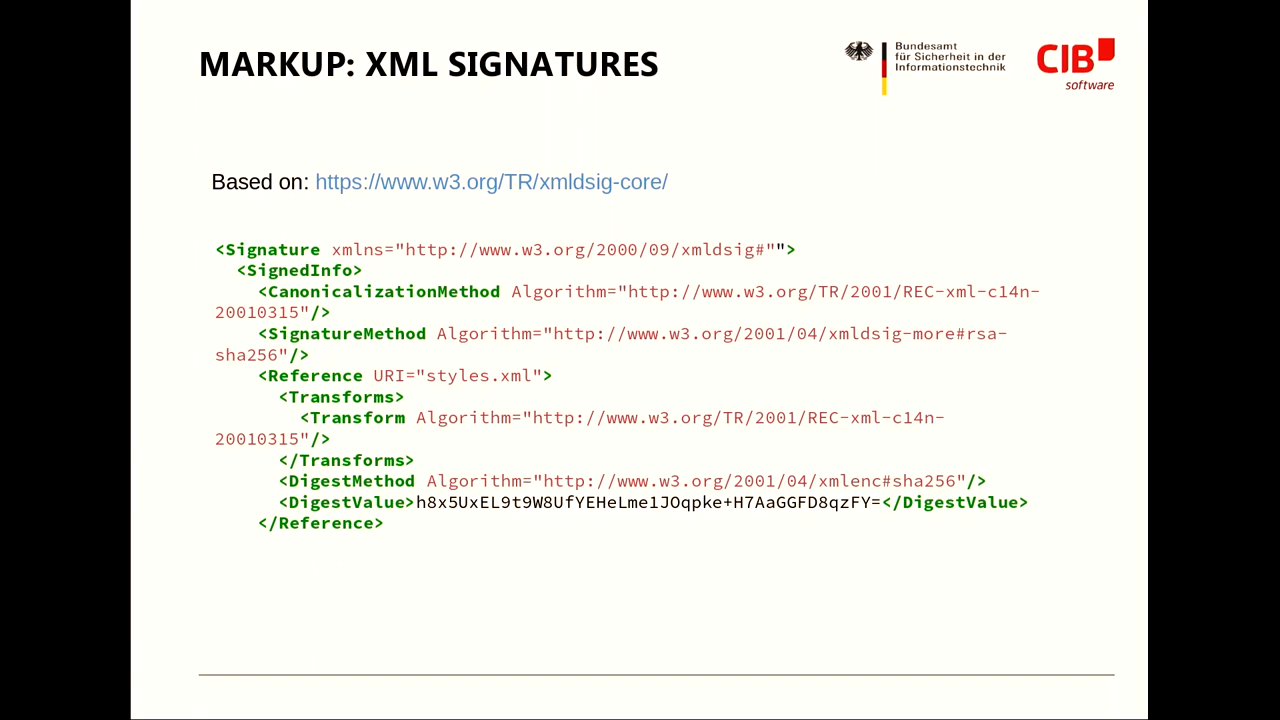 MARKUP: XML SIGNATURES
Bundesamt
für Sicherheit in der
Informationstechnik
CIB
software
Based on: https://www.w3.org/TR/xmldsig-core/
<Signature xmlns="http://www.w3.org/2000/09/xmldsig#"">
<SignedInfo>
<CanonicalizationMethod Algorithm="http://www.w3.org/TR/2001/REC-xml-c14n-
20010315"/>
<SignatureMethod Algorithm="http://www.w3.org/2001/04/xmldsig-more#rsa-
sha256"/>
<Reference URI="styles.xml">
<Transforms>
<Transform Algorithm="http://www.w3.org/TR/2001/REC-xml-c14n-
20010315"/>
</Transforms>
<DigestMethod Algorithm="http://www.w3.org/2001/04/xmlenc#sha256"/>
<DigestValue>h8x5UxEL9t9W8UfYEHeLme1JOqpke+H7AaGGFD8qzFY=</DigestValue>
</Reference>